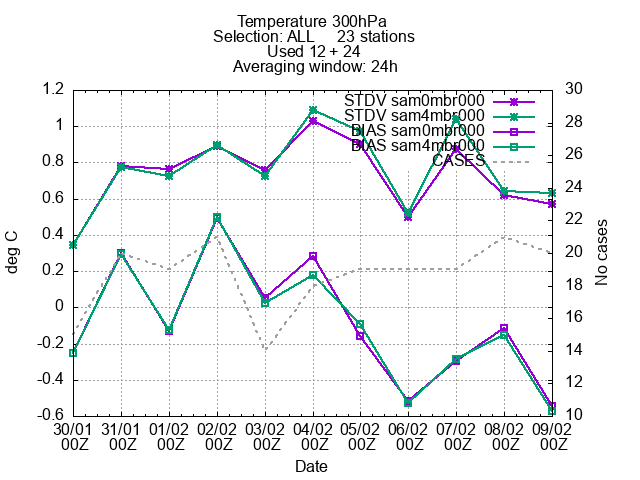 Temperature 300hPa
Selection: ALL 23 stations
Used 12 + 24
Averaging window: 24h
STDV sam0mbr000
STDV sam4mbr000
BIAS sam0mbr000
BIAS sam4mbr000
CASES
1.2
1
0.8
0.6
0.4
0.2
0
-0.2
-0.4
-0.6
deg C
30
28
26
24
22
20
18
16
14
12
10
No cases
30/01 31/01 01/02 02/02 03/02 04/02 05/02 06/02 07/02 08/02 09/02
00Z 00Z 00Z 00Z 00Z 00Z 00Z 00Z 00Z 00Z 00Z
Date